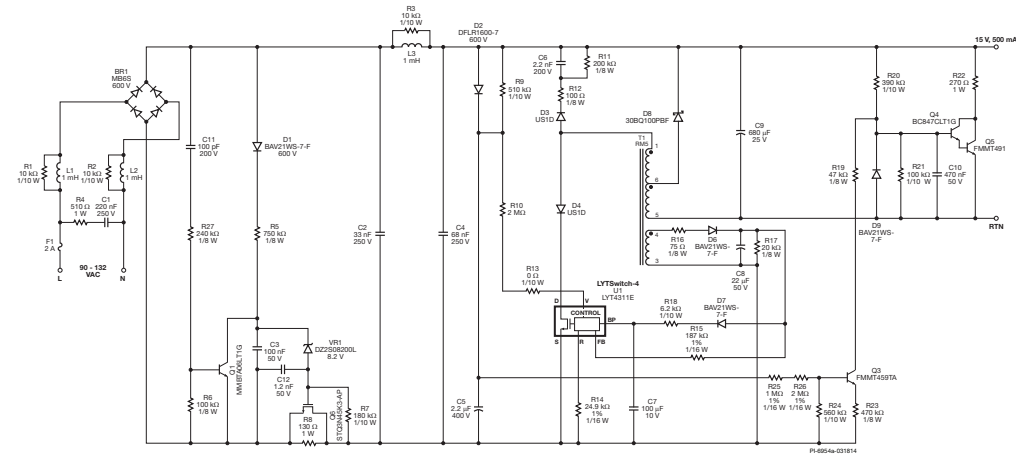 R3
10 kΩ
1/10 W
L3
1 mH
D2
DFLR1600-7
600 V
15 V, 500 mA
BR1
MB6S
600 V
C11
100 pF
200 V
D1
BAV21WS-7-F
600 V
R9
510 kΩ
1/10 W
C6
2.2 nF
200 V
R11
200 kΩ
1/8 W
R12
100 Ω
1/8 W
D3
US1D
D8
30BQ100PBF
T1
RM5
1
6
5
4
3
C9
680 µF
25 V
R20
390 kΩ
1/10 W
R22
270 Ω
1 W
Q4
BC847CLT1G
Q5
FMMT491
R1
10 kΩ
1/10 W
L1
1 mH
R2
10 kΩ
1/10 W
L2
1 mH
R4
510 Ω
1 W
C1
220 nF
250 V
F1
2 A
90 - 132
VAC
L
N
R27
240 kΩ
1/8 W
R5
750 kΩ
1/8 W
C2
33 nF
250 V
C4
68 nF
250 V
R10
2 MΩ
D4
US1D
R19
47 kΩ
1/8 W
R21
100 kΩ
1/10 W
C10
470 nF
50 V
D9
BAV21WS-
7-F
RTN
R16
75 Ω
1/8 W
D6
BAV21WS-
7-F
C8
22 µF
50 V
R17
20 kΩ
1/8 W
R13
0 Ω
1/10 W
LYTSwitch-4
U1
LYT4311E
D
V
CONTROL
BP
S
R
FB
R18
6.2 kΩ
1/10 W
D7
BAV21WS-
7-F
R15
187 kΩ
1%
1/16 W
Q1
MMBTA06LT1G
C3
100 nF
50 V
VR1
DZ2S08200L
8.2 V
C12
1.2 nF
50 V
R6
100 kΩ
1/8 W
R8
130 Ω
1 W
Q6
STQ3N45K3-AP
R7
180 kΩ
1/10 W
C5
2.2 µF
400 V
R14
24.9 kΩ
1%
1/16 W
C7
100 µF
10 V
R25
1 MΩ
1%
1/16 W
R26
2 MΩ
1%
1/16 W
Q3
FMMT459TA
R24
560 kΩ
1/10 W
R23
470 kΩ
1/8 W
PI-6954a-031814